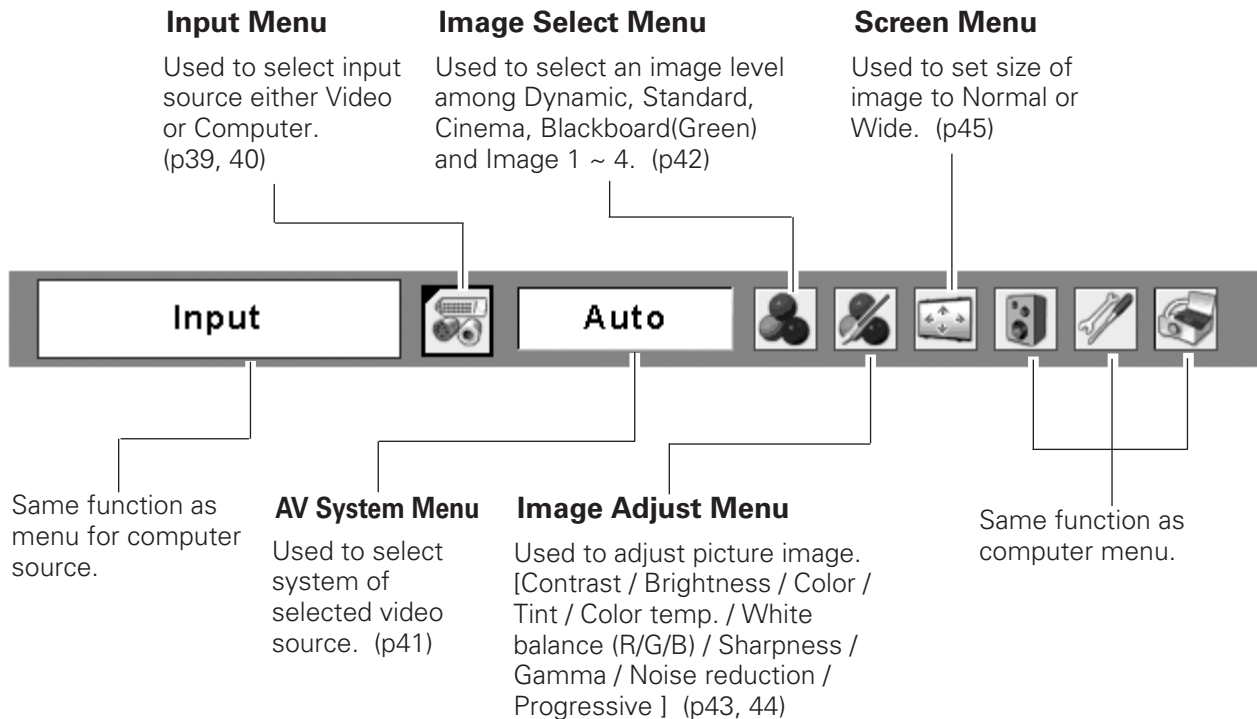 Input Menu
Used to select input
source either Video
or Computer.
(p39, 40)
Image Select Menu
Used to select an image level
among Dynamic, Standard,
Cinema, Blackboard(Green)
and Image 1 ~ 4.  (p42)
Screen Menu
Used to set size of
image to Normal or
Wide.  (p45)
Input
Auto
Same function as
menu for computer
source.
AV System Menu
Used to select
system of
selected video
source.  (p41)
Image Adjust Menu
Used to adjust picture image.
[Contrast / Brightness / Color /
Tint / Color temp. / White
balance (R/G/B) / Sharpness /
Gamma / Noise reduction /
Progressive ]  (p43, 44)
Same function as
computer menu.